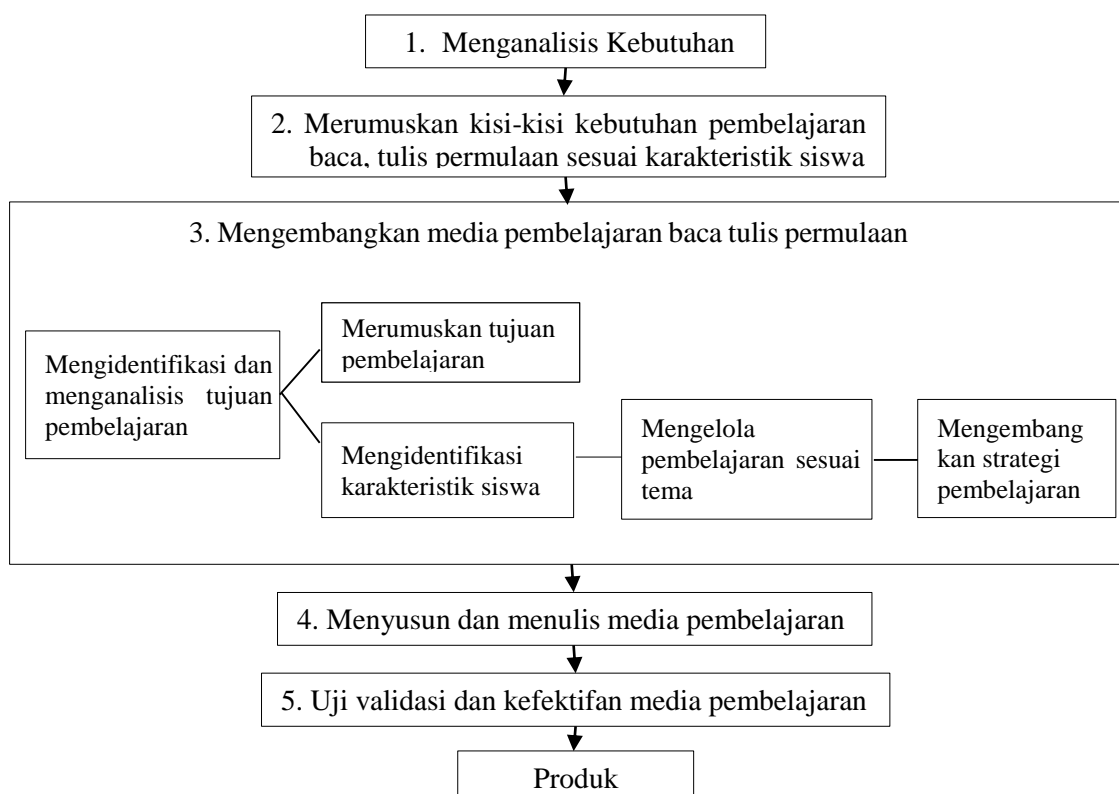 1. Menganalisis Kebutuhan
2. Merumuskan kisi-kisi kebutuhan pembelajaran
baca, tulis permulaan sesuai karakteristik siswa
3. Mengembangkan media pembelajaran baca tulis permulaan
Mengidentifikasi dan
menganalisis tujuan
pembelajaran
Merumuskan tujuan
pembelajaran
Mengidentifikasi
karakteristik siswa
Mengelola
pembelajaran sesuai
tema
Mengembang
kan strategi
pembelajaran
4. Menyusun dan menulis media pembelajaran
5. Uji validasi dan kefektifan media pembelajaran
Produk